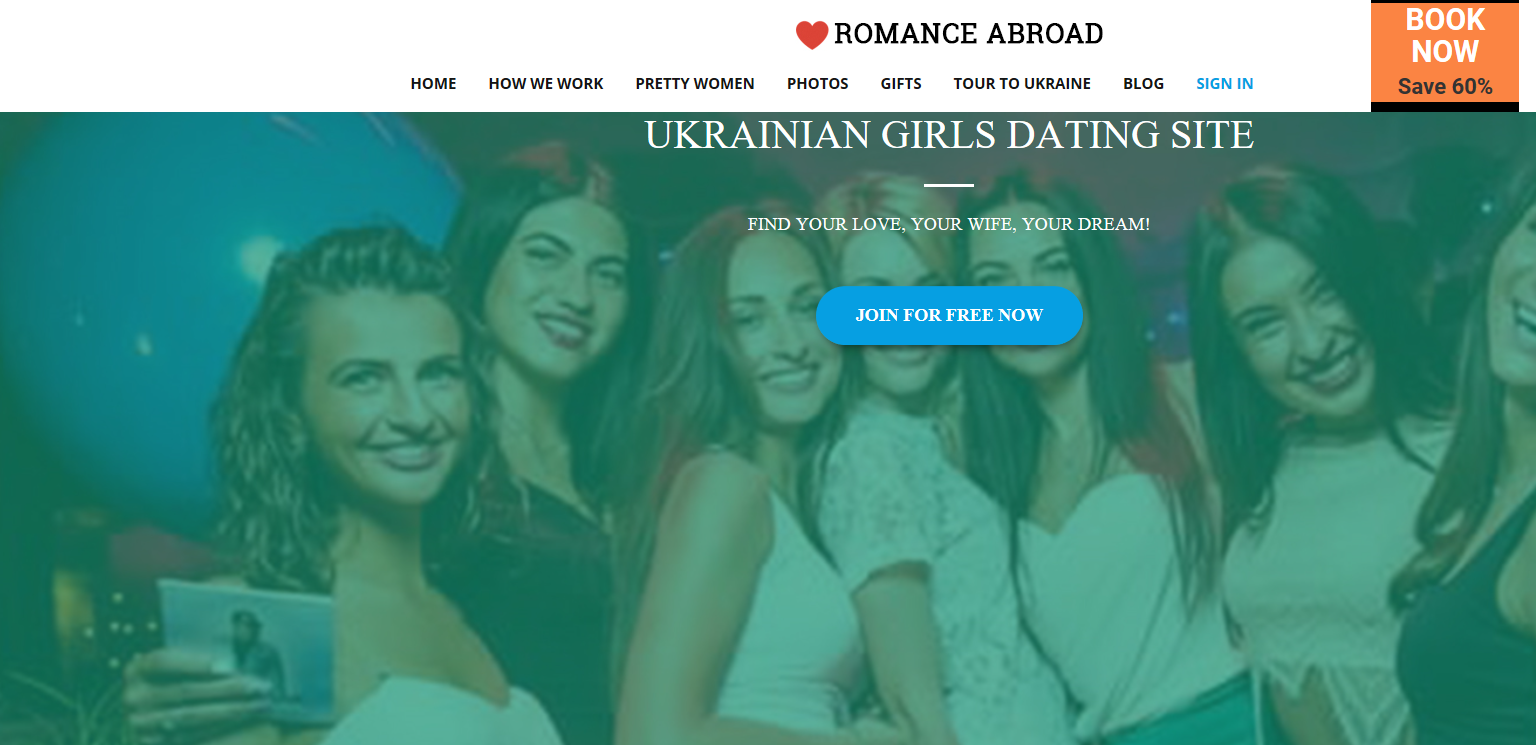 ROMANCE ABROAD
BOOK
NOW
Save 60%
HOME HOW WE WORK PRETTY WOMEN PHOTOS GIFTS TOUR TO UKRAINE BLOG SIGN IN
UKRAINIAN GIRLS DATING SITE
FIND YOUR LOVE, YOUR WIFE, YOUR DREAM!
JOIN FOR FREE NOW